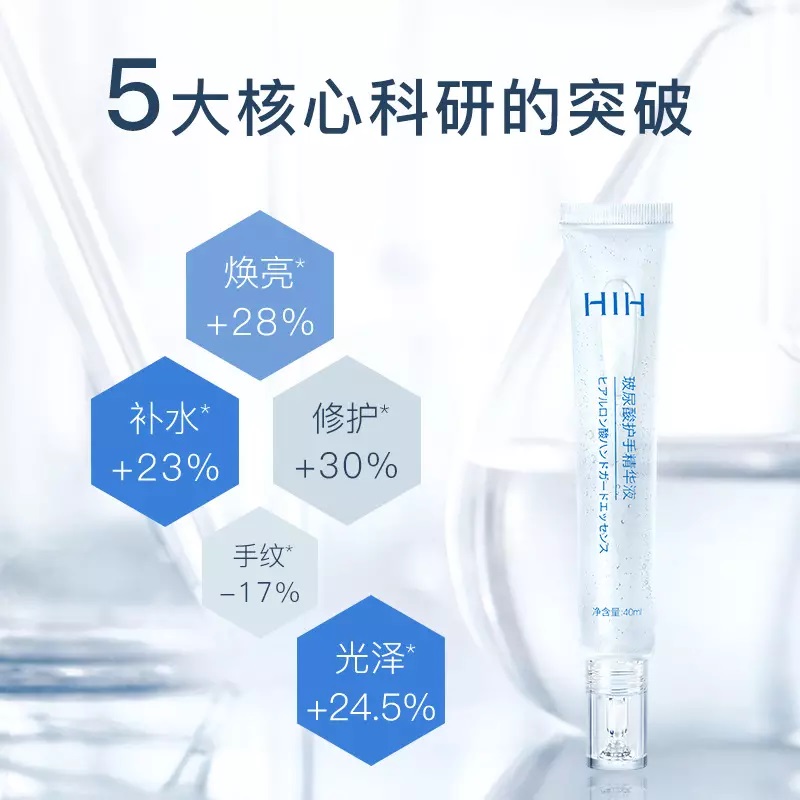 5大核心科研的突破
焕亮*
+28%
补水*
+23%
修护*
+30%
手纹*
-17%
光泽*
+24.5%
HIH
玻尿酸护手精华液
ヒアルロン酸ハンドガードエッセンス
净含量:40ml